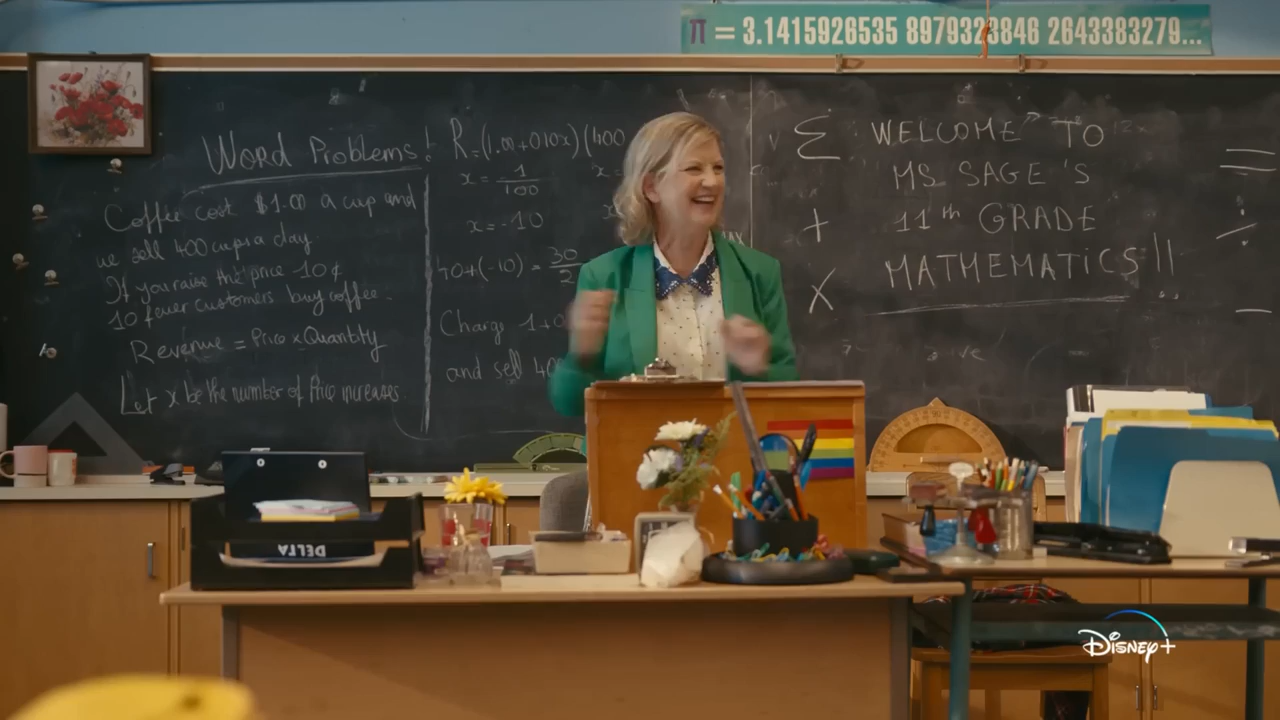 π = 3.1415926535 8979323846 2643383279...
Word Problems!
Coffee cost $1.00 a cup and
we sell 400 cups a day
If you raise the price 10¢
10 fewer customers buy coffee.
Revenue = Price x Quantity
Let x be the number of Price increases
R=(1.00+010x)(400
x = -1/100
x = -10
40+(-10) = 30/2
Charge 1+0
and sell 40
Σ
+
X
WELCOME TO
MS SAGE'S
11th GRADE
MATHEMATICS!!
=
÷
−
DELTA
Disney+